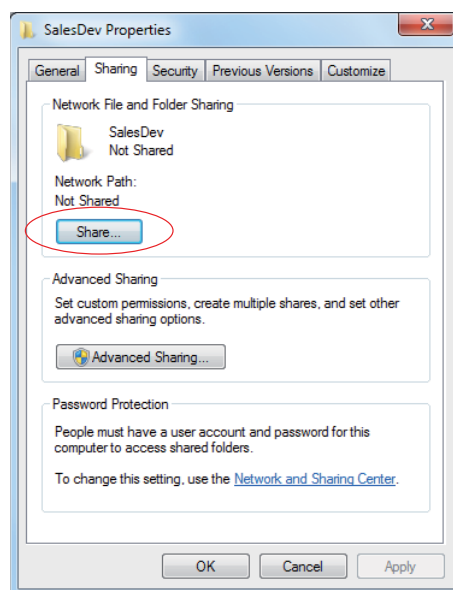 SalesDev Properties
General Sharing Security Previous Versions Customize
Network File and Folder Sharing
SalesDev
Not Shared
Network Path:
Not Shared
Share...
Advanced Sharing
Set custom permissions, create multiple shares, and set other
advanced sharing options.
Advanced Sharing...
Password Protection
People must have a user account and password for this
computer to access shared folders.
To change this setting, use the Network and Sharing Center.
OK Cancel Apply